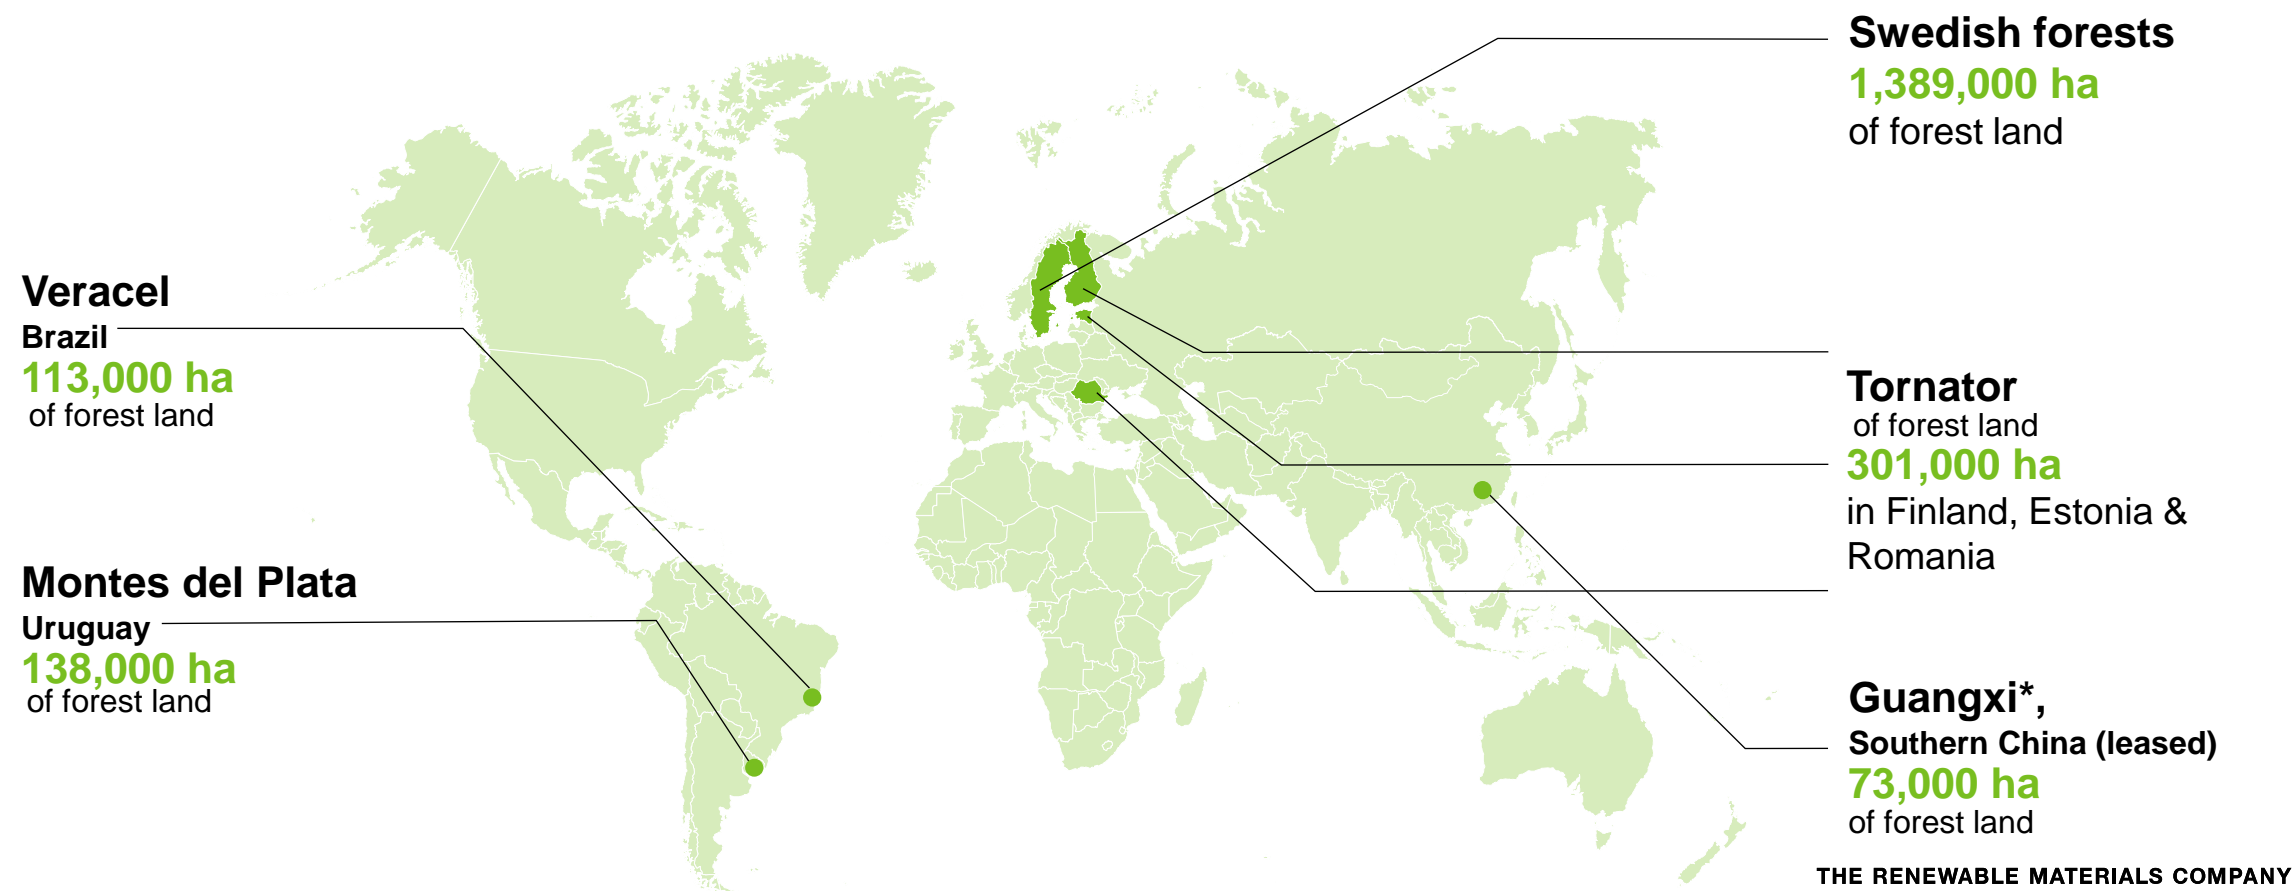 Swedish forests
1,389,000 ha
of forest land
Veracel
Brazil
113,000 ha
of forest land
Montes del Plata
Uruguay
138,000 ha
of forest land
Tornator
of forest land
301,000 ha
in Finland, Estonia &
Romania
Guangxi*,
Southern China (leased)
73,000 ha
of forest land
THE RENEWABLE MATERIALS COMPANY